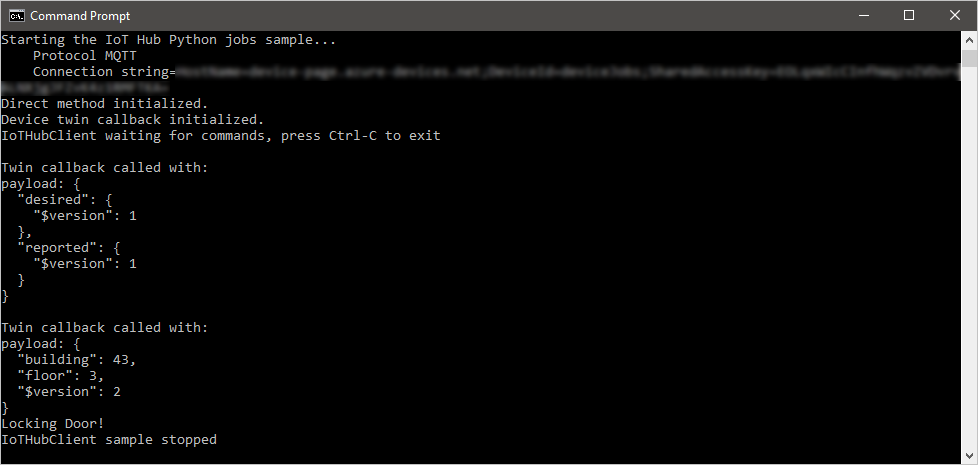 Command Prompt
Starting the IoT Hub Python jobs sample...
    Protocol MQTT
    Connection string=
Direct method initialized.
Device twin callback initialized.
IoTHubClient waiting for commands, press Ctrl-C to exit

Twin callback called with:
payload: {
  "desired": {
    "$version": 1
  },
  "reported": {
    "$version": 1
  }
}

Twin callback called with:
payload: {
  "building": 43,
  "floor": 3,
  "$version": 2
}
Locking Door!
IoTHubClient sample stopped